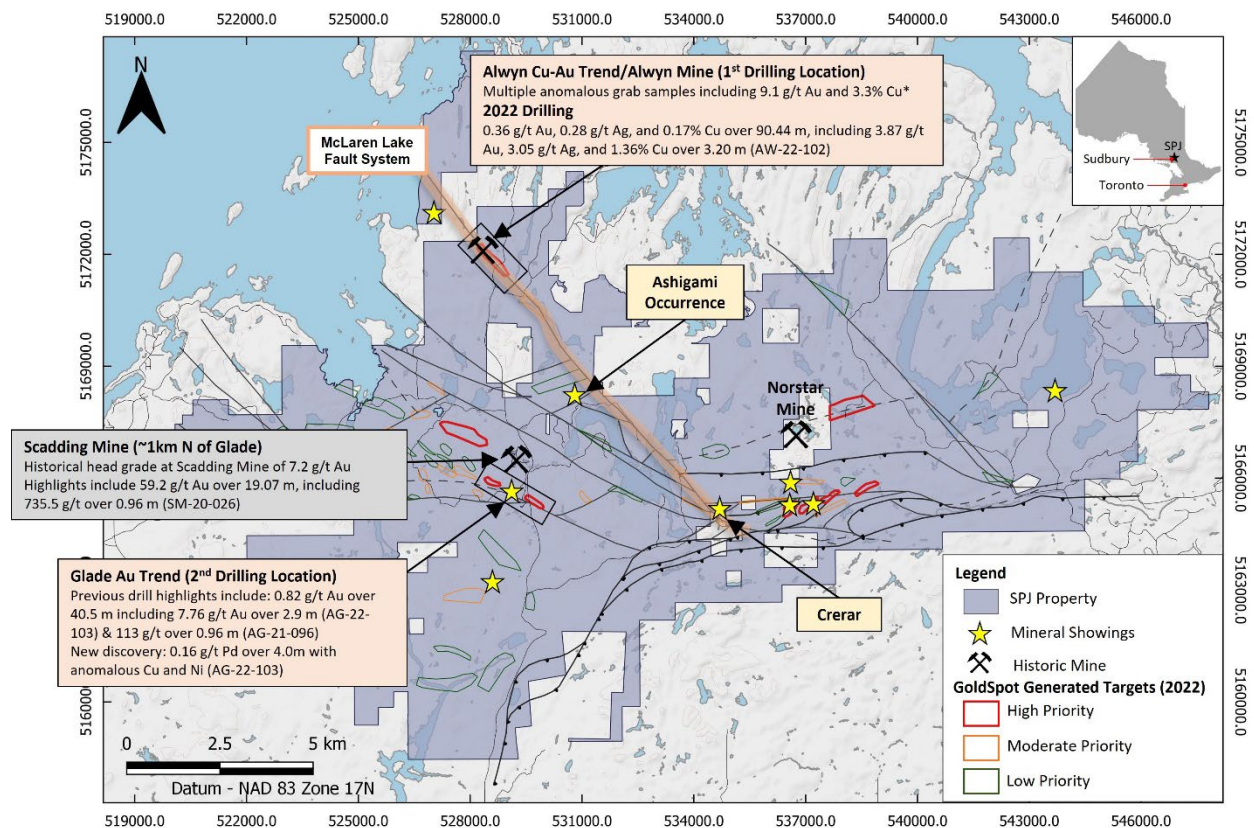 519000.0 522000.0 525000.0 528000.0 531000.0 534000.0 537000.0 540000.0 543000.0 546000.0
N
Alwyn Cu-Au Trend/Alwyn Mine (1st Drilling Location)
Multiple anomalous grab samples including 9.1 g/t Au and 3.3% Cu*
2022 Drilling
0.36 g/t Au, 0.28 g/t Ag, and 0.17% Cu over 90.44 m, including 3.87 g/t
Au, 3.05 g/t Ag, and 1.36% Cu over 3.20 m (AW-22-102)
SPJ
Sudbury
Toronto
McLaren Lake
Fault System
5175000.0
5175000.0
5172000.0
5172000.0
Ashigami
Occurrence
5169000.0
5169000.0
Norstar
Mine
Scadding Mine (~1km N of Glade)
Historical head grade at Scadding Mine of 7.2 g/t Au
Highlights include 59.2 g/t Au over 19.07 m, including
735.5 g/t over 0.96 m (SM-20-026)
5166000.0
5163000.0
Glade Au Trend (2nd Drilling Location)
Previous drill highlights include: 0.82 g/t Au over
40.5 m including 7.76 g/t Au over 2.9 m (AG-22-
103) & 113 g/t over 0.96 m (AG-21-096)
New discovery: 0.16 g/t Pd over 4.0m with
anomalous Cu and Ni (AG-22-103)
Crerar
5160000.0
5160000.0
Legend
SPJ Property
Mineral Showings
Historic Mine
GoldSpot Generated Targets (2022)
High Priority
Moderate Priority
Low Priority
0 2.5 5 km
Datum - NAD 83 Zone 17N
519000.0 522000.0 525000.0 528000.0 531000.0 534000.0 537000.0 540000.0 543000.0 546000.0